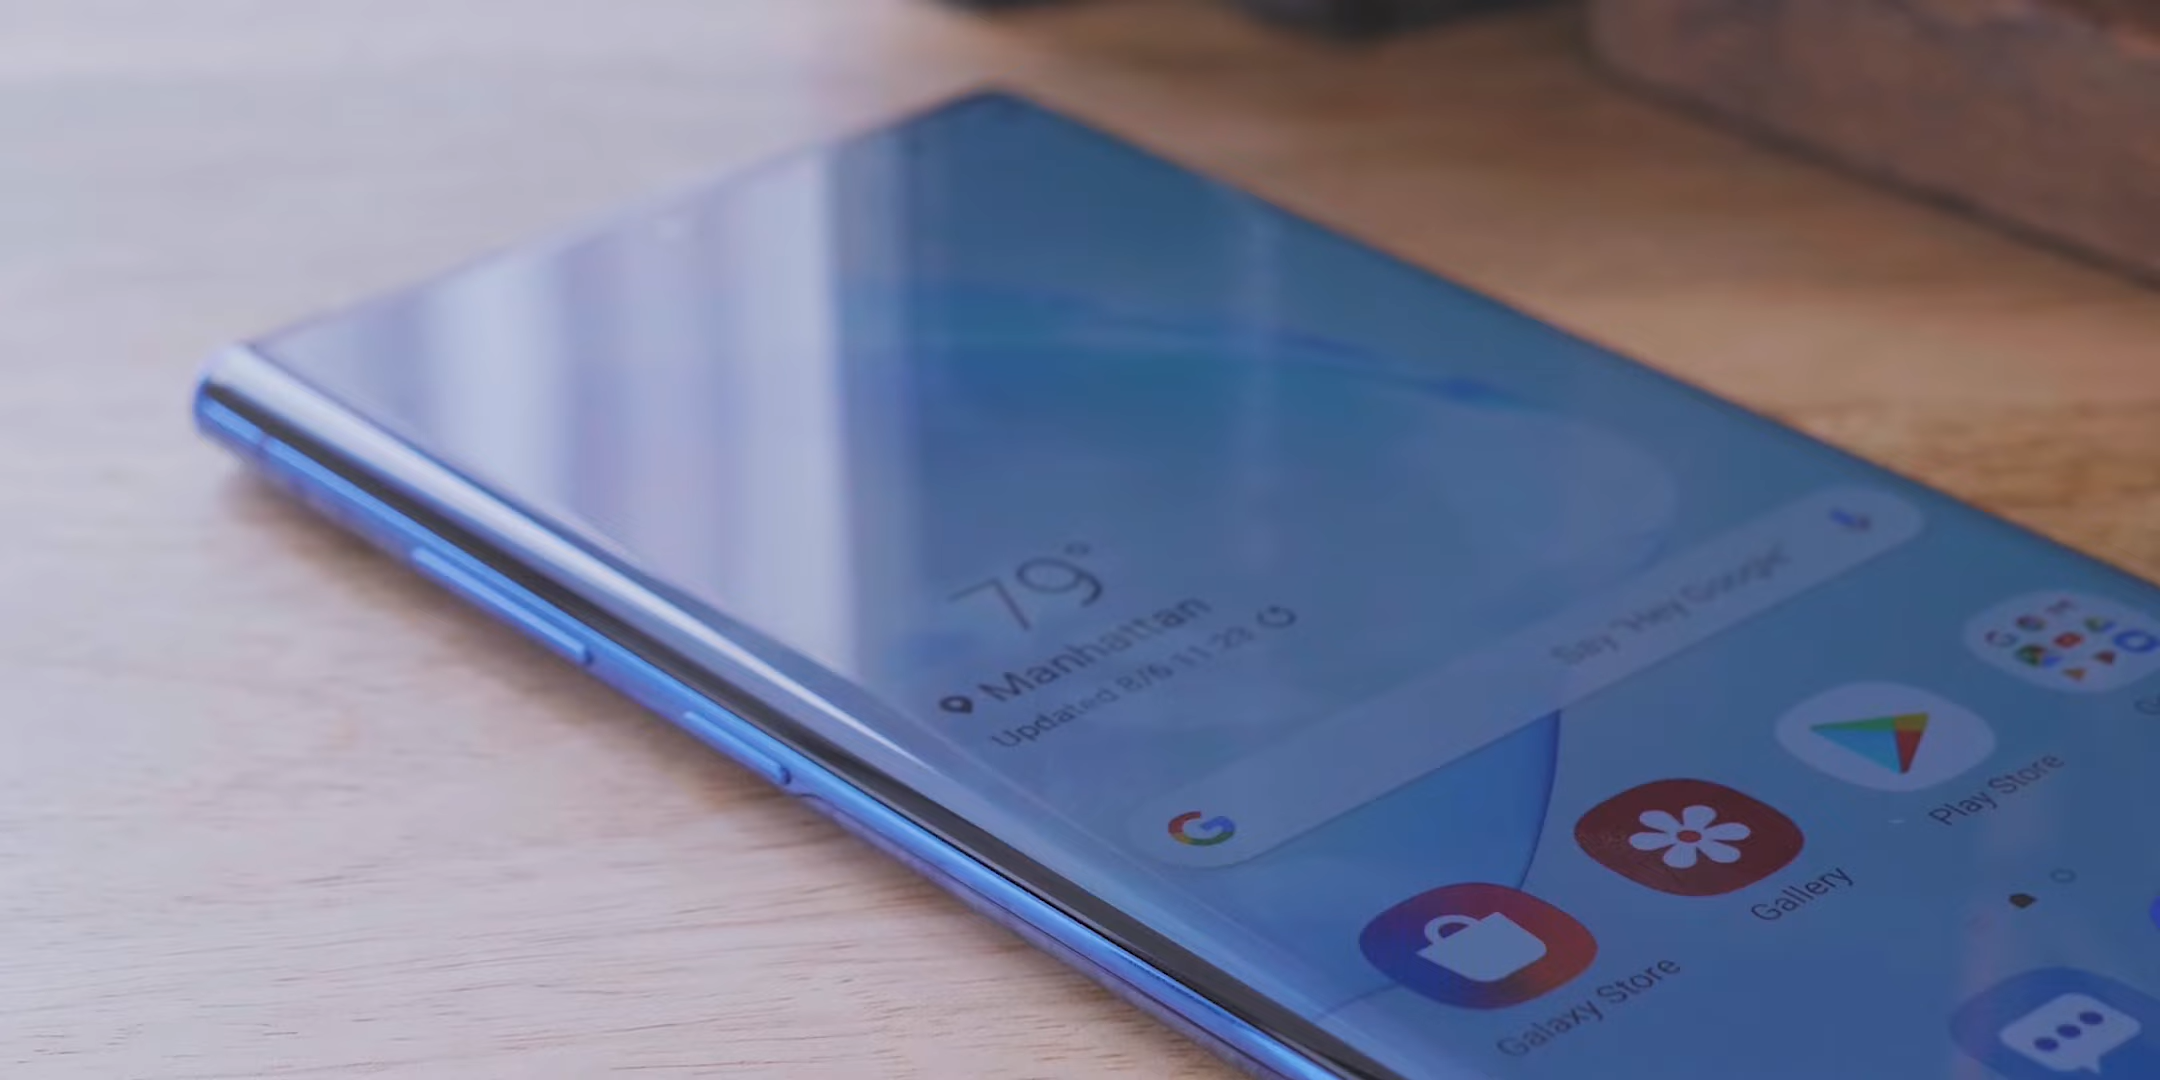 79°
Manhattan
Updated 8/6 11:28
Say "Hey Google"
G
Play Store
Gallery
Galaxy Store